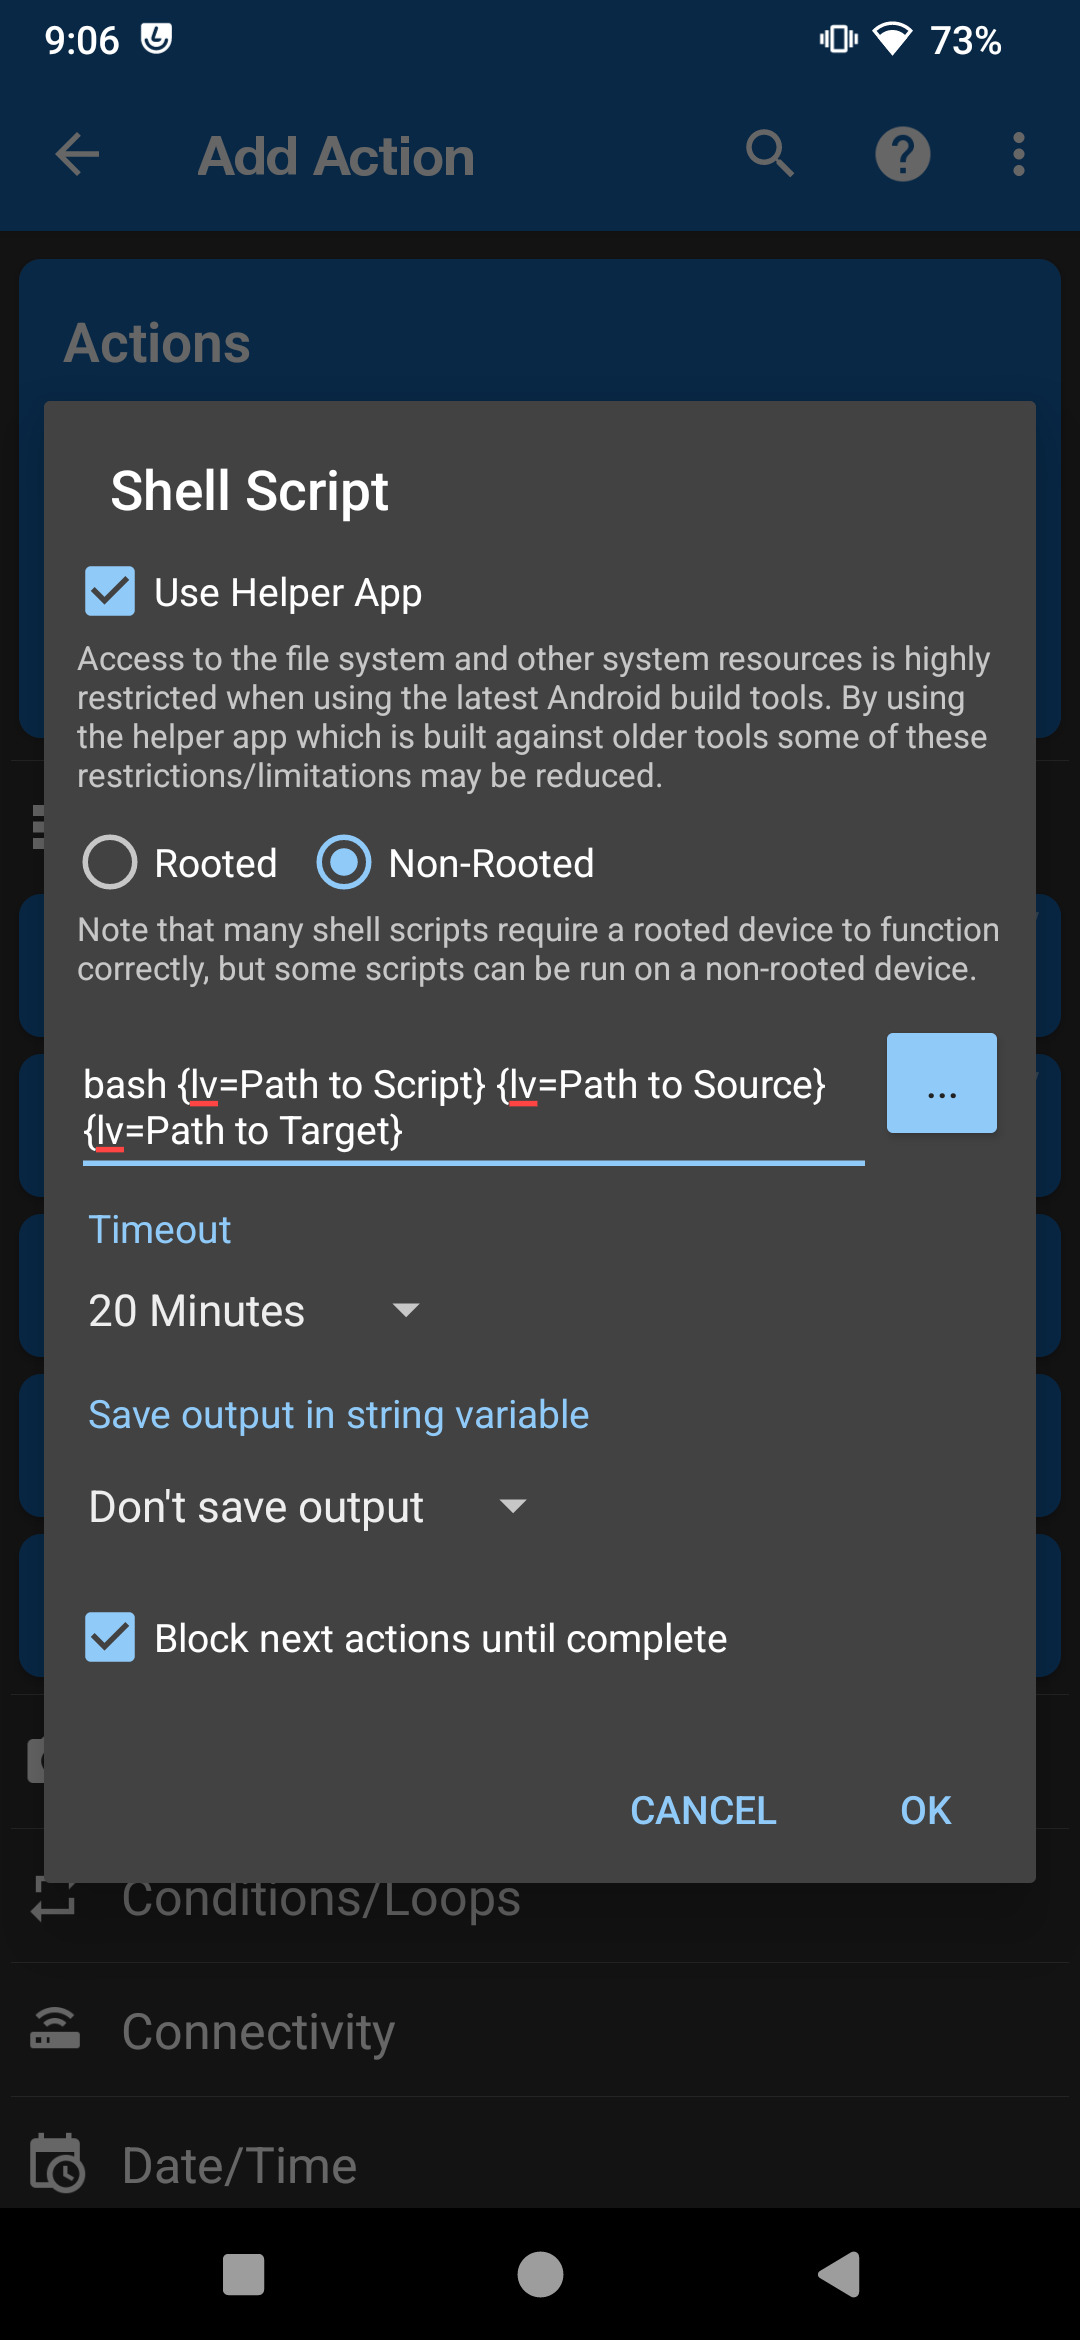 9:06
73%
Add Action
Actions
Shell Script
Use Helper App
Access to the file system and other system resources is highly
restricted when using the latest Android build tools. By using
the helper app which is built against older tools some of these
restrictions/limitations may be reduced.
Rooted
Non-Rooted
Note that many shell scripts require a rooted device to function
correctly, but some scripts can be run on a non-rooted device.
bash {lv=Path to Script} {lv=Path to Source}
{lv=Path to Target}
...
Timeout
20 Minutes
Save output in string variable
Don't save output
Block next actions until complete
CANCEL
OK
Conditions/Loops
Connectivity
Date/Time